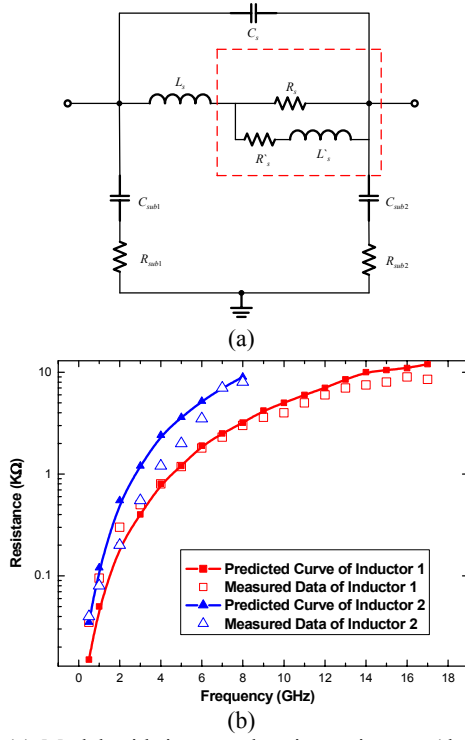 C_s
L_s
R_s
R`_s
L`_s
C_sub1
C_sub2
R_sub1
R_sub2
(a)
10
1
0.1
Resistance (KΩ)
Predicted Curve of Inductor 1
Measured Data of Inductor 1
Predicted Curve of Inductor 2
Measured Data of Inductor 2
0 2 4 6 8 10 12 14 16 18
Frequency (GHz)
(b)